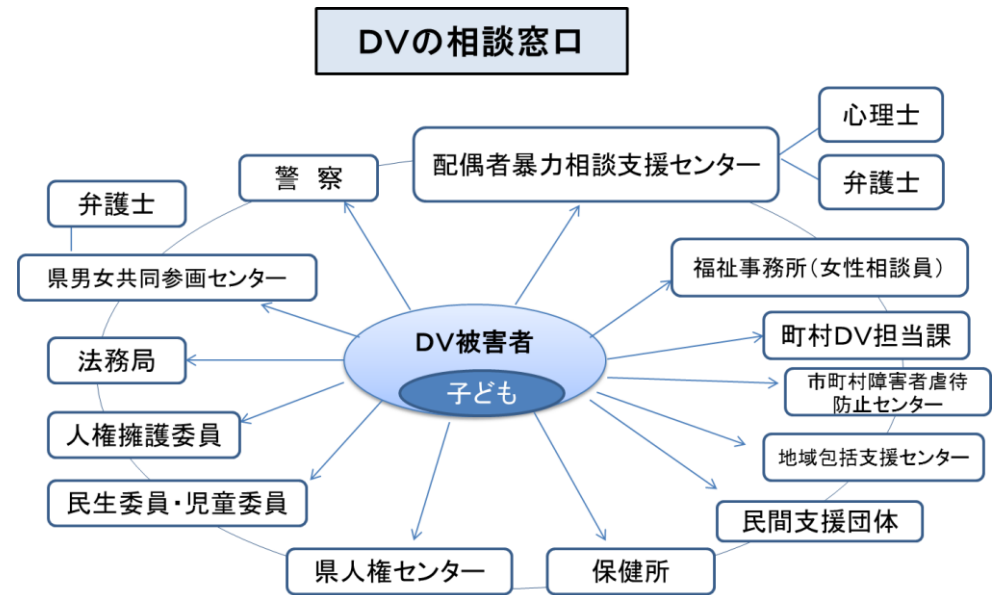 DVの相談窓口
心理士
配偶者暴力相談支援センター
警　察
弁護士
弁護士
県男女共同参画センター
福祉事務所（女性相談員）
DV被害者
子ども
町村DV担当課
法務局
市町村障害者虐待
防止センター
人権擁護委員
地域包括支援センター
民生委員・児童委員
民間支援団体
県人権センター
保健所